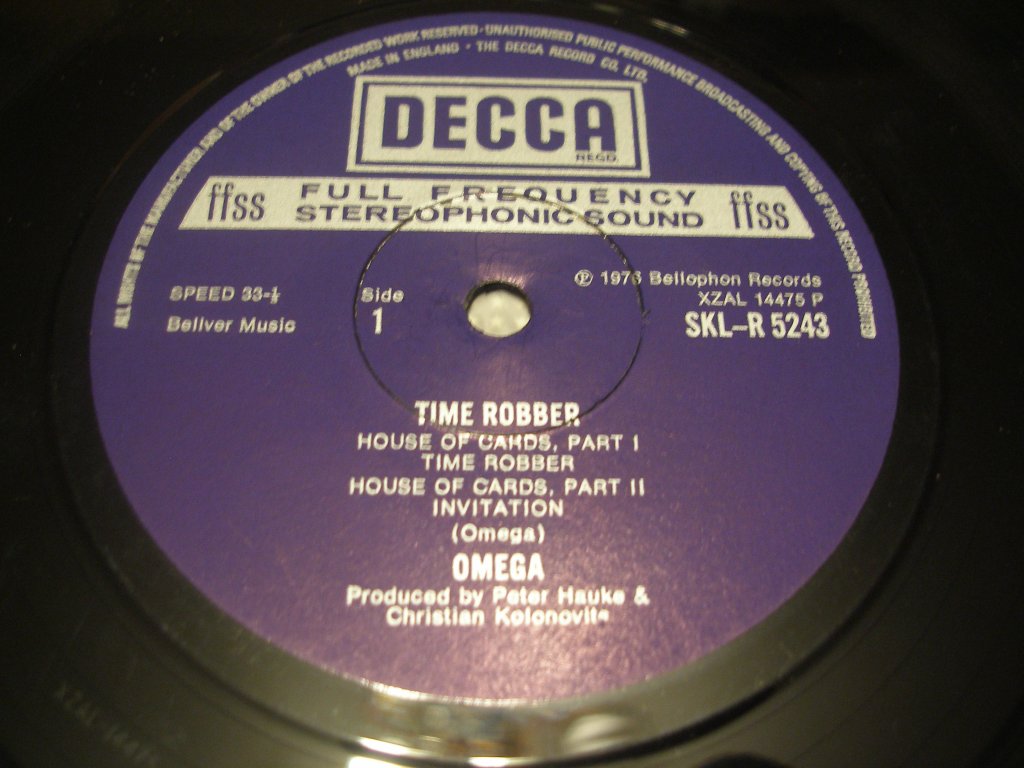 ALL RIGHTS OF THE MANUFACTURER AND OF THE OWNER OF THE RECORDED WORK RESERVED · UNAUTHORISED PUBLIC PERFORMANCE BROADCASTING AND COPYING OF THIS RECORD PROHIBITED
MADE IN ENGLAND · THE DECCA RECORD CO. LTD.
DECCA
REGD.
ffss FULL FREQUENCY ffss
STEREOPHONIC SOUND
℗ 1976 Bellophon Records
SPEED 33-⅓ Side XZAL 14475 P
Bellver Music 1 SKL–R 5243
TIME ROBBER
HOUSE OF CARDS, PART I
TIME ROBBER
HOUSE OF CARDS, PART II
INVITATION
(Omega)
OMEGA
Produced by Peter Hauke &
Christian Kolonovits